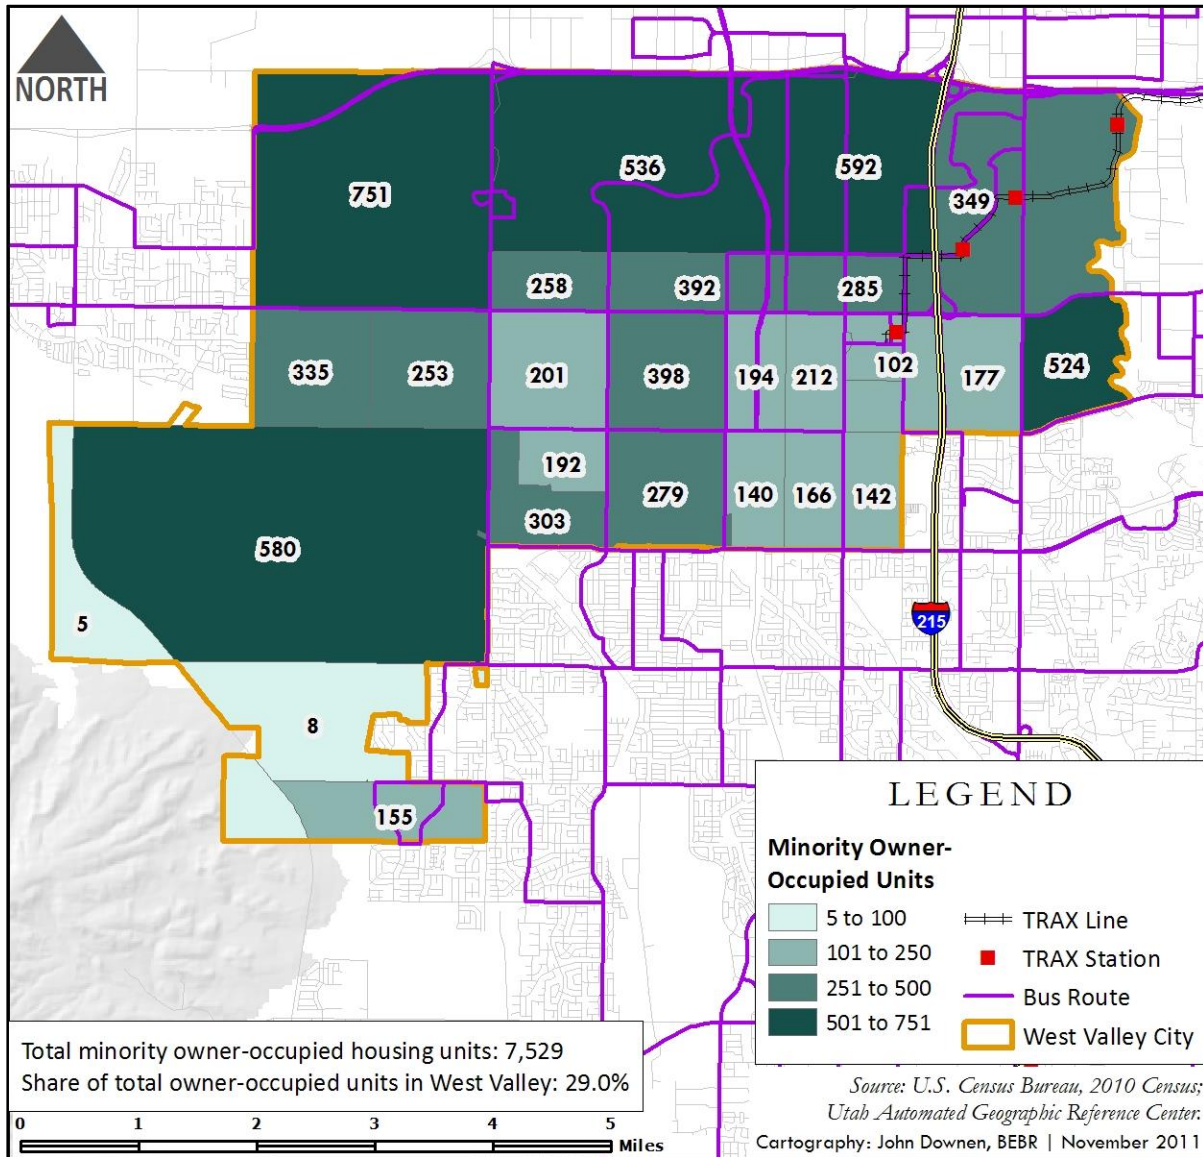 NORTH
536
592
751
349
258
392
285
335
253
201
398
194
212
102
177
524
192
279
140
166
142
303
580
5
215
8
155
LEGEND
Minority Owner-
Occupied Units
5 to 100
101 to 250
251 to 500
501 to 751
TRAX Line
TRAX Station
Bus Route
West Valley City
Total minority owner-occupied housing units: 7,529
Share of total owner-occupied units in West Valley: 29.0%
Source: U.S. Census Bureau, 2010 Census;
Utah Automated Geographic Reference Center.
Cartography: John Downen, BEBR | November 2011
0 1 2 3 4 5
Miles